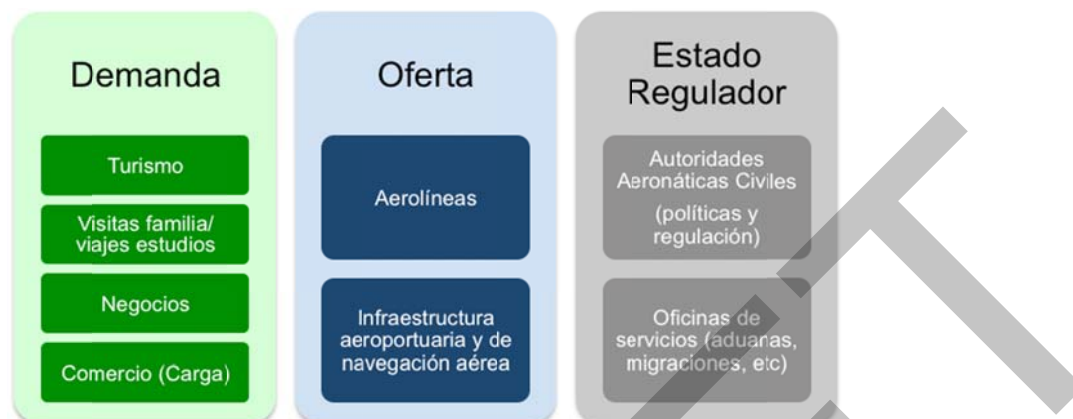 Demanda
Turismo
Visitas familia/
viajes estudios
Negocios
Comercio (Carga)
Oferta
Aerolíneas
Infraestructura
aeroportuaria y de
navegación aérea
Estado
Regulador
Autoridades
Aeronáticas Civiles
(políticas y
regulación)
Oficinas de
servicios (aduanas,
migraciones, etc)